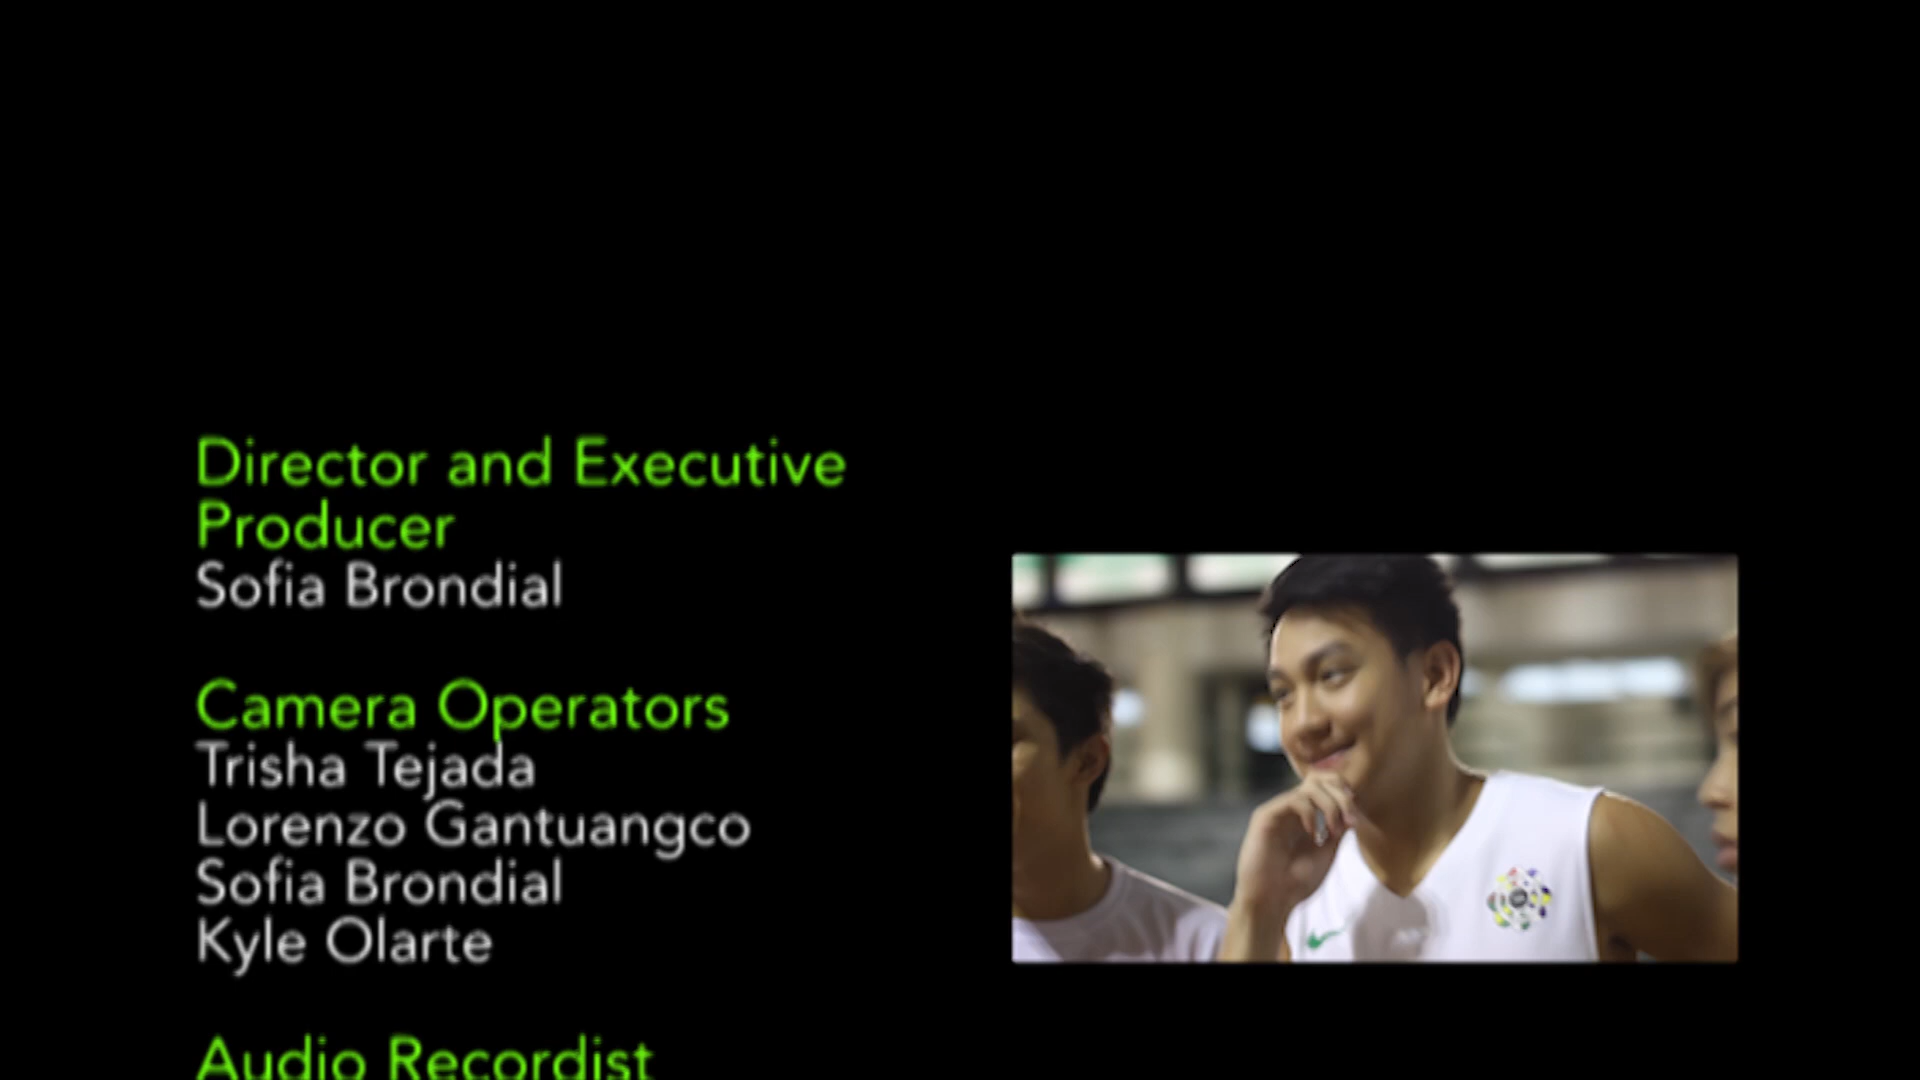 Director and Executive
Producer
Sofia Brondial
Camera Operators
Trisha Tejada
Lorenzo Gantuangco
Sofia Brondial
Kyle Olarte
Audio Recordist